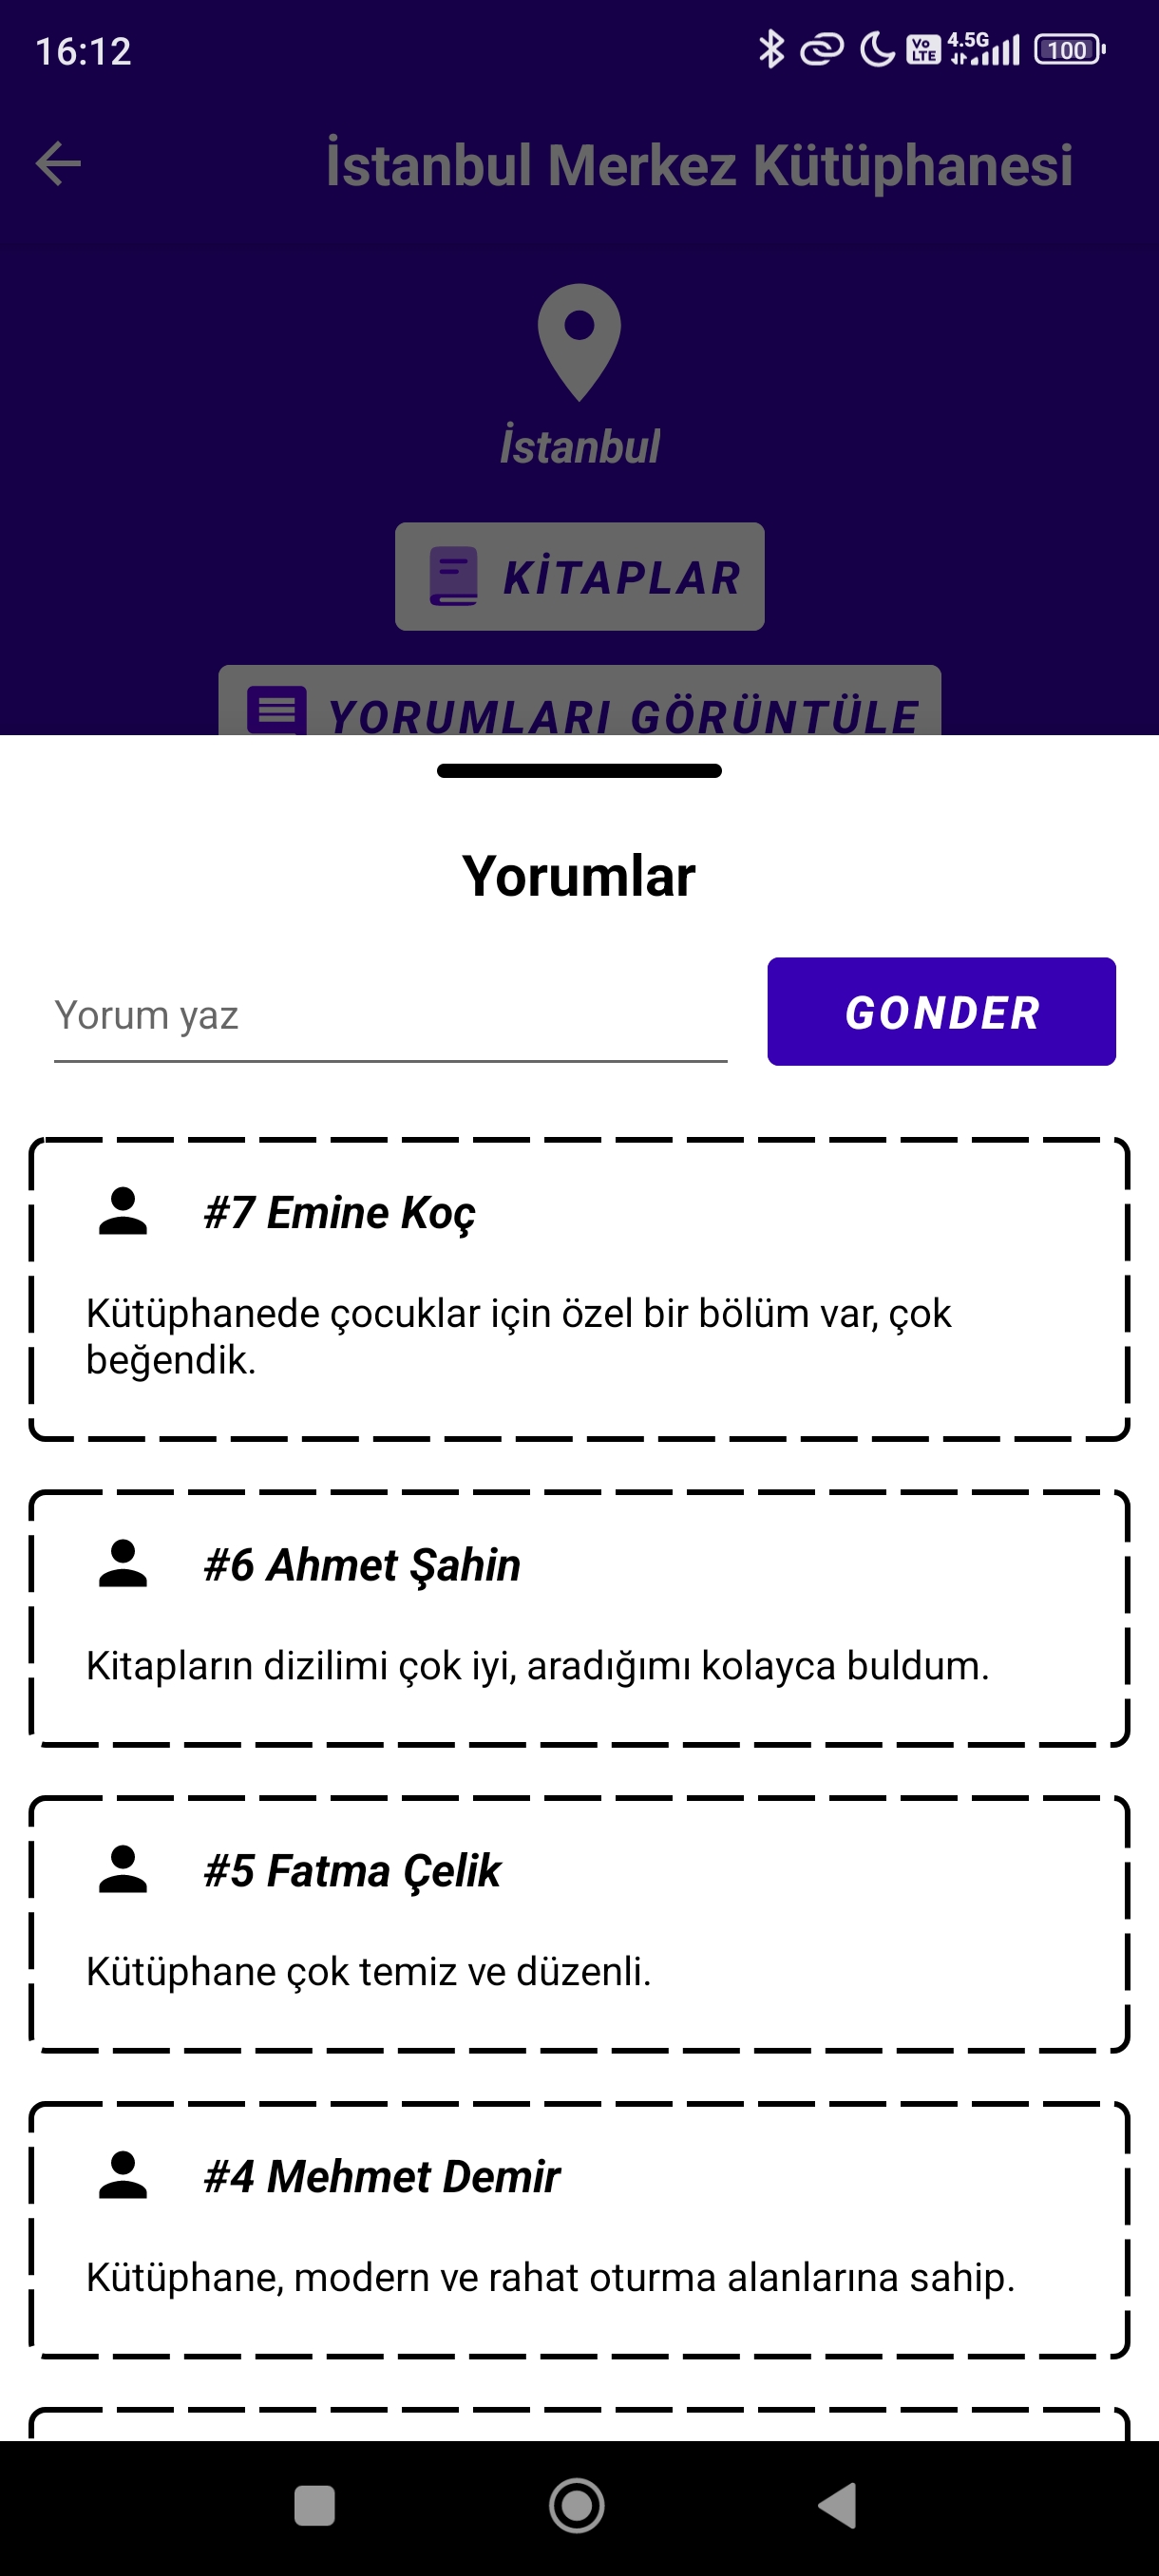 16:12
Vo LTE 4.5G 100
İstanbul Merkez Kütüphanesi
İstanbul
KİTAPLAR
YORUMLARI GÖRÜNTÜLE
Yorumlar
Yorum yaz
GONDER
#7 Emine Koç
Kütüphanede çocuklar için özel bir bölüm var, çok
beğendik.
#6 Ahmet Şahin
Kitapların dizilimi çok iyi, aradığımı kolayca buldum.
#5 Fatma Çelik
Kütüphane çok temiz ve düzenli.
#4 Mehmet Demir
Kütüphane, modern ve rahat oturma alanlarına sahip.